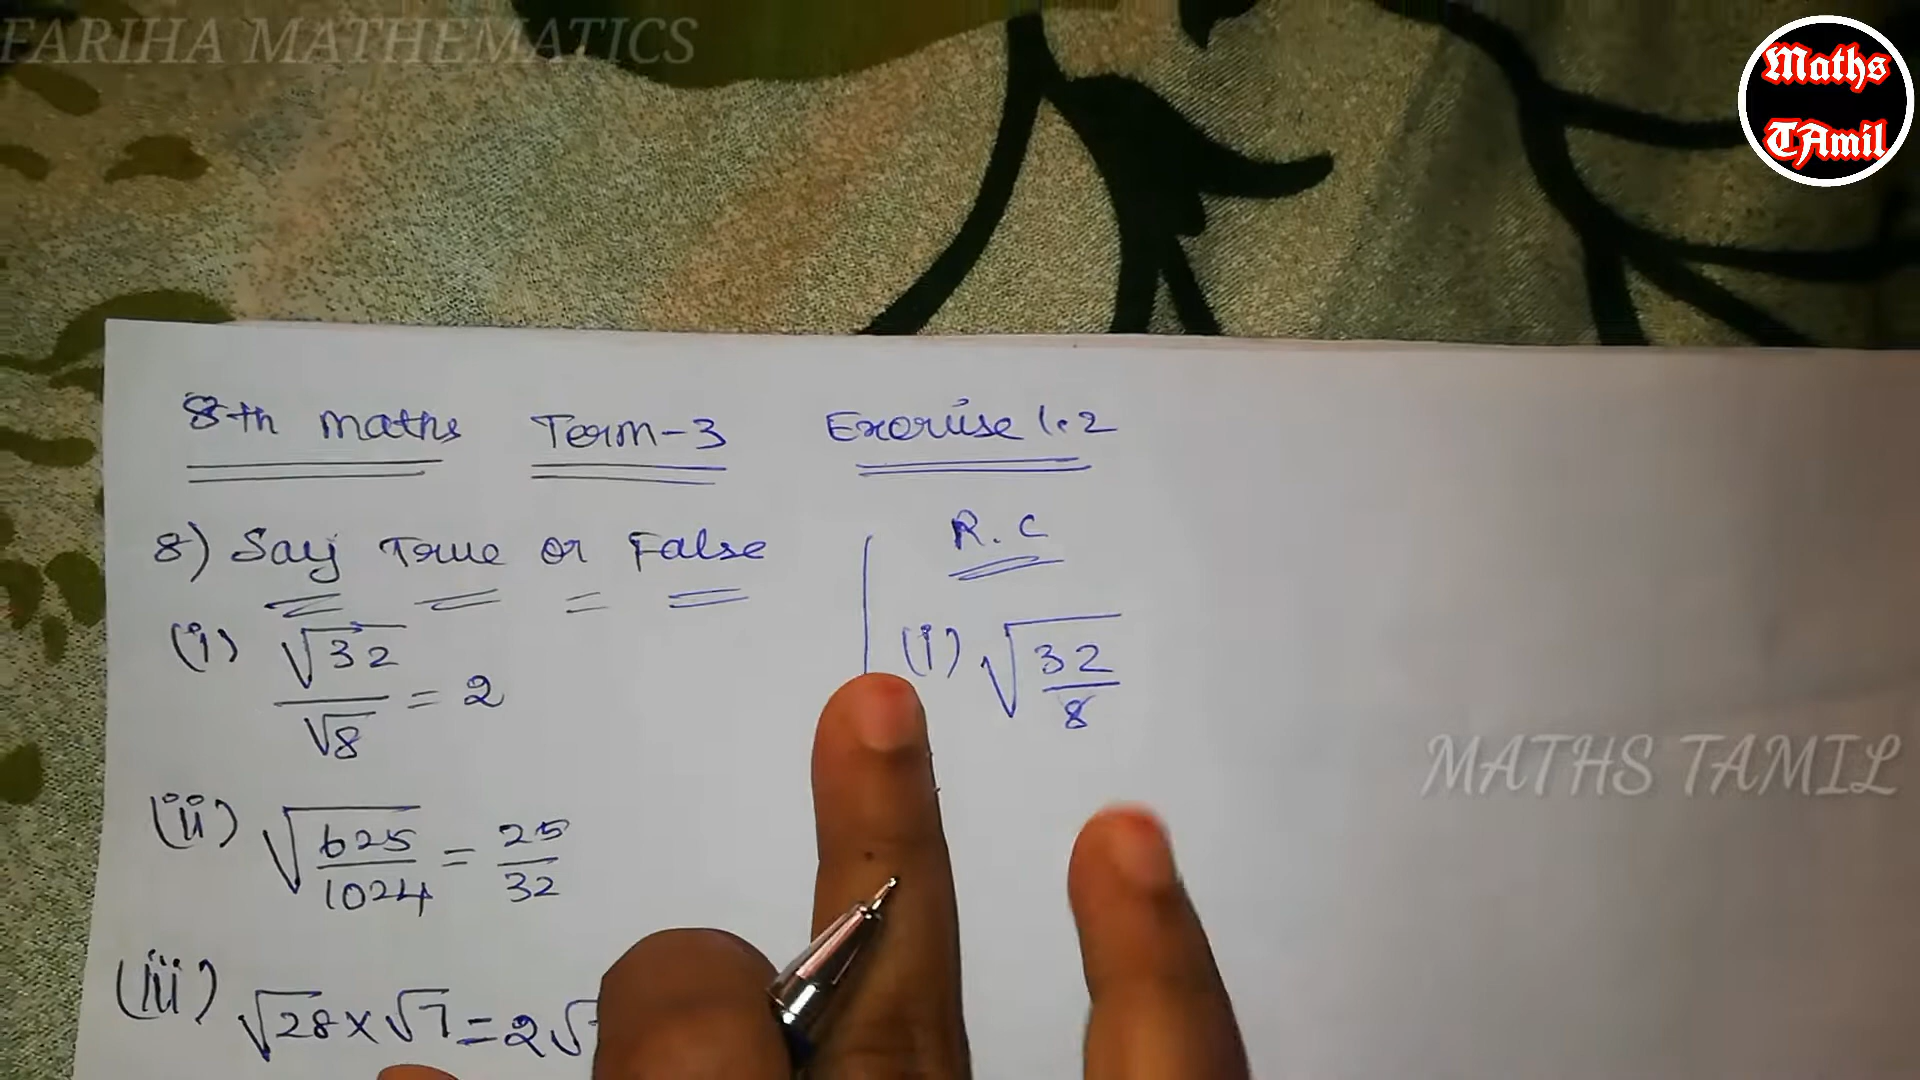 FARIHA MATHEMATICS
Maths
TAmil
8th maths Term-3 Exercise 1.2
8) Say True or False
(i) √32/√8 = 2
(ii) √(625/1024) = 25/32
(iii) √28 × √7 = 2√
R.C
(i) √(32/8)
MATHS TAMIL